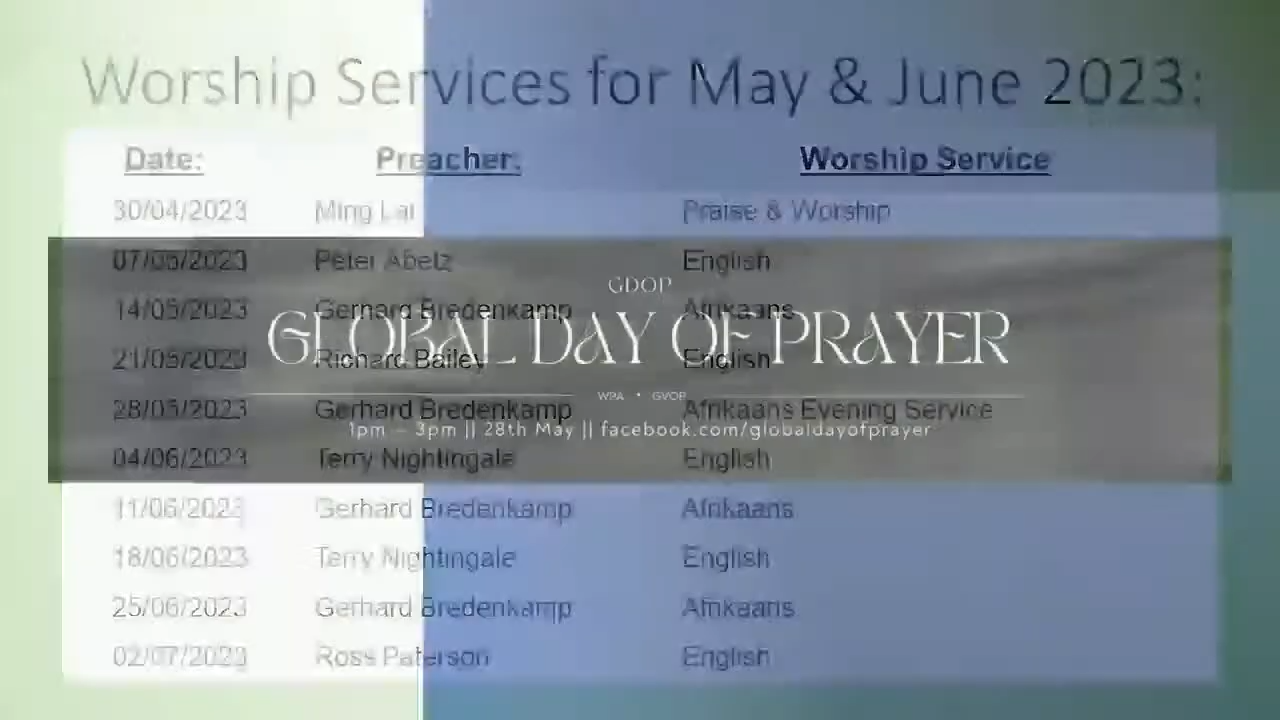 Worship Services for May & June 2023:
Date: Preacher: Worship Service
30/04/2023 Ming Lai Praise & Worship
07/05/2023 Peter Abetz English
14/05/2023 Gerhard Bredenkamp Afrikaans
21/05/2023 Richard Bailey English
28/05/2023 Gerhard Bredenkamp Afrikaans Evening Service
04/06/2023 Terry Nightingale English
11/06/2023 Gerhard Bredenkamp Afrikaans
18/06/2023 Terry Nightingale English
25/06/2023 Gerhard Bredenkamp Afrikaans
02/07/2023 Ross Paterson English
GDOP
GLOBAL DAY OF PRAYER
WPA • GVOP
1pm – 3pm || 28th May || facebook.com/globaldayofprayer